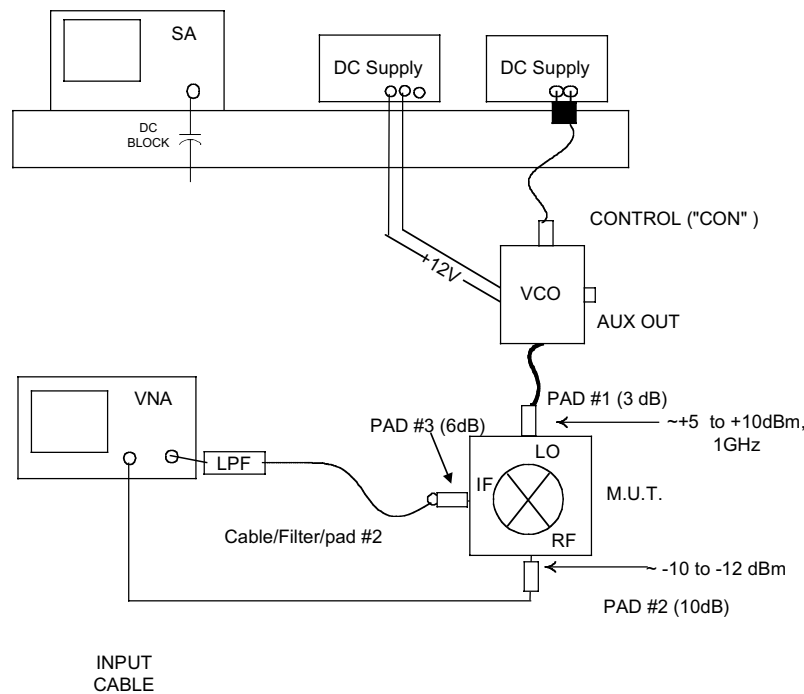 SA
DC Supply
DC Supply
DC
BLOCK
CONTROL ("CON" )
+12V
VCO
AUX OUT
VNA
PAD #1 (3 dB)
PAD #3 (6dB)
~+5 to +10dBm,
1GHz
LPF
LO
IF
M.U.T.
Cable/Filter/pad #2
RF
~ -10 to -12 dBm
PAD #2 (10dB)
INPUT
CABLE